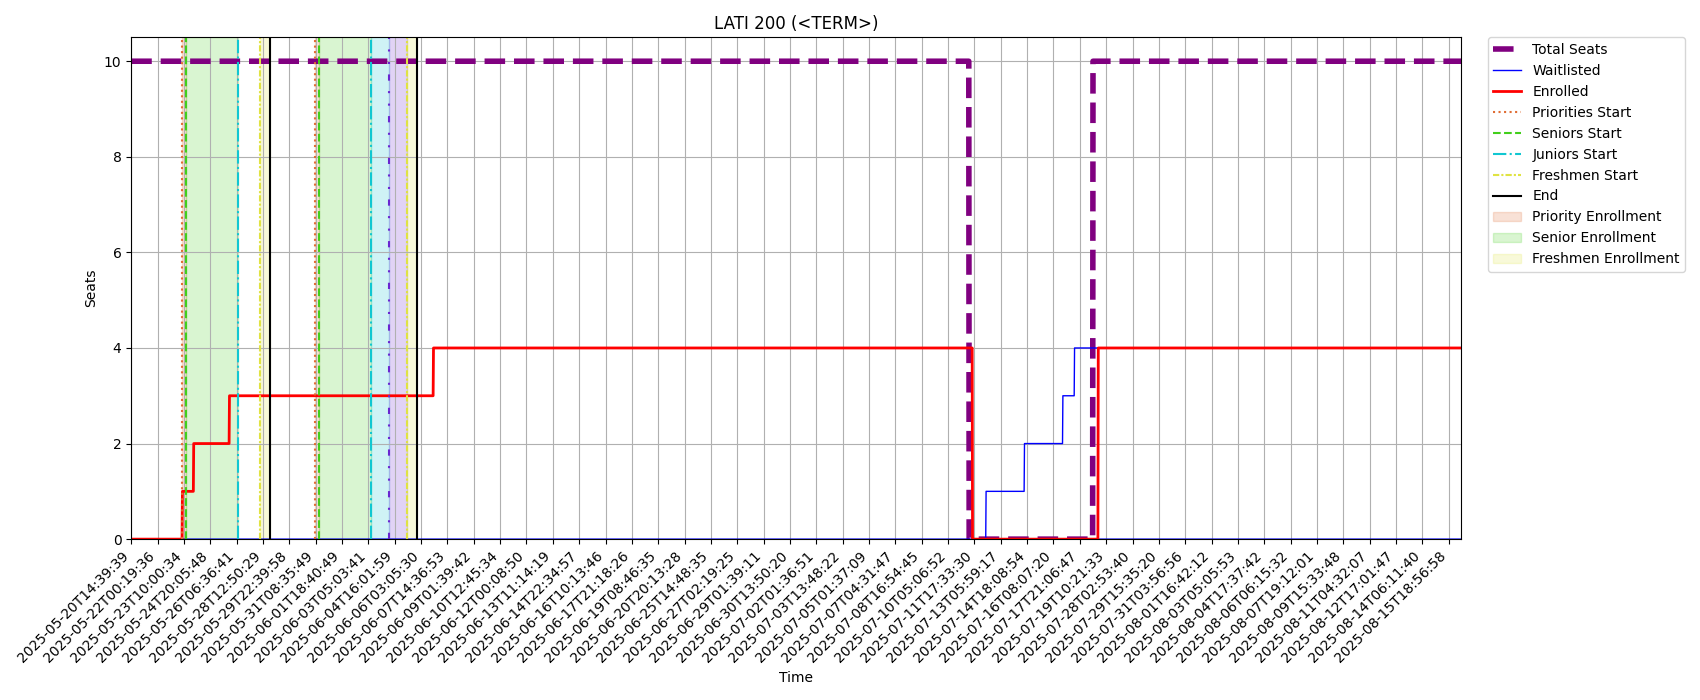 LATI 200 (<TERM>)
Total Seats
Waitlisted
Enrolled
Priorities Start
Seniors Start
Juniors Start
Freshmen Start
End
Priority Enrollment
Senior Enrollment
Freshmen Enrollment
Seats
10
8
6
4
2
0
2025-05-20T14:39:39
2025-05-22T00:19:36
2025-05-23T10:00:34
2025-05-24T20:05:48
2025-05-26T06:36:41
2025-05-28T12:50:29
2025-05-29T22:39:58
2025-05-31T08:35:49
2025-06-01T18:40:49
2025-06-03T05:03:41
2025-06-04T16:01:59
2025-06-06T03:05:30
2025-06-07T14:36:53
2025-06-09T01:39:42
2025-06-10T12:45:34
2025-06-12T00:08:50
2025-06-13T11:14:19
2025-06-14T22:34:57
2025-06-16T10:13:46
2025-06-17T21:18:26
2025-06-19T08:46:35
2025-06-20T20:13:28
2025-06-25T14:48:35
2025-06-27T02:19:25
2025-06-29T01:39:11
2025-06-30T13:50:20
2025-07-02T01:36:51
2025-07-03T13:48:22
2025-07-05T01:37:09
2025-07-07T04:31:47
2025-07-08T16:54:45
2025-07-10T05:06:52
2025-07-11T17:33:30
2025-07-13T05:59:17
2025-07-14T18:08:54
2025-07-16T08:07:20
2025-07-17T21:06:47
2025-07-19T10:21:33
2025-07-28T02:53:40
2025-07-29T15:35:20
2025-07-31T03:56:56
2025-08-01T16:42:12
2025-08-03T05:05:53
2025-08-04T17:37:42
2025-08-06T06:15:32
2025-08-07T19:12:01
2025-08-09T15:33:48
2025-08-11T04:32:07
2025-08-12T17:01:47
2025-08-14T06:11:40
2025-08-15T18:56:58
Time